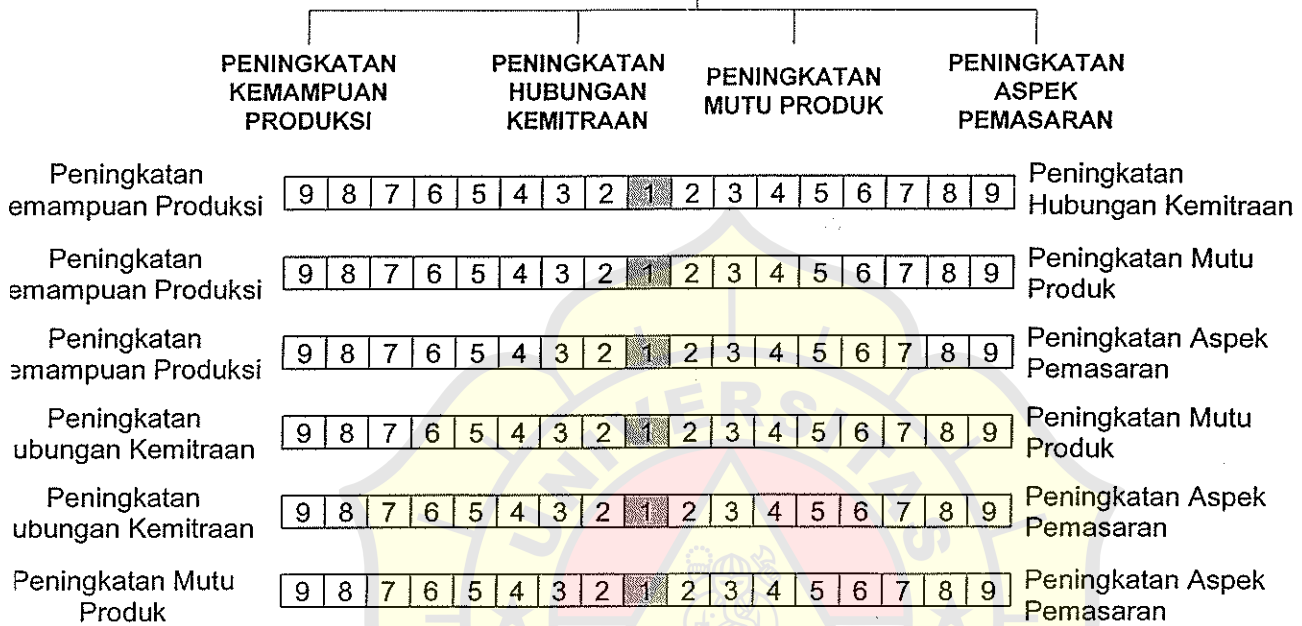 PENINGKATAN
KEMAMPUAN
PRODUKSI
PENINGKATAN
HUBUNGAN
KEMITRAAN
PENINGKATAN
MUTU PRODUK
PENINGKATAN
ASPEK
PEMASARAN
Peningkatan
emampuan Produksi
9 8 7 6 5 4 3 2 1 2 3 4 5 6 7 8 9
Peningkatan
Hubungan Kemitraan
Peningkatan
emampuan Produksi
9 8 7 6 5 4 3 2 1 2 3 4 5 6 7 8 9
Peningkatan Mutu
Produk
Peningkatan
emampuan Produksi
9 8 7 6 5 4 3 2 1 2 3 4 5 6 7 8 9
Peningkatan Aspek
Pemasaran
Peningkatan
ubungan Kemitraan
9 8 7 6 5 4 3 2 1 2 3 4 5 6 7 8 9
Peningkatan Mutu
Produk
Peningkatan
ubungan Kemitraan
9 8 7 6 5 4 3 2 1 2 3 4 5 6 7 8 9
Peningkatan Aspek
Pemasaran
Peningkatan Mutu
Produk
9 8 7 6 5 4 3 2 1 2 3 4 5 6 7 8 9
Peningkatan Aspek
Pemasaran
UNIVERSITAS